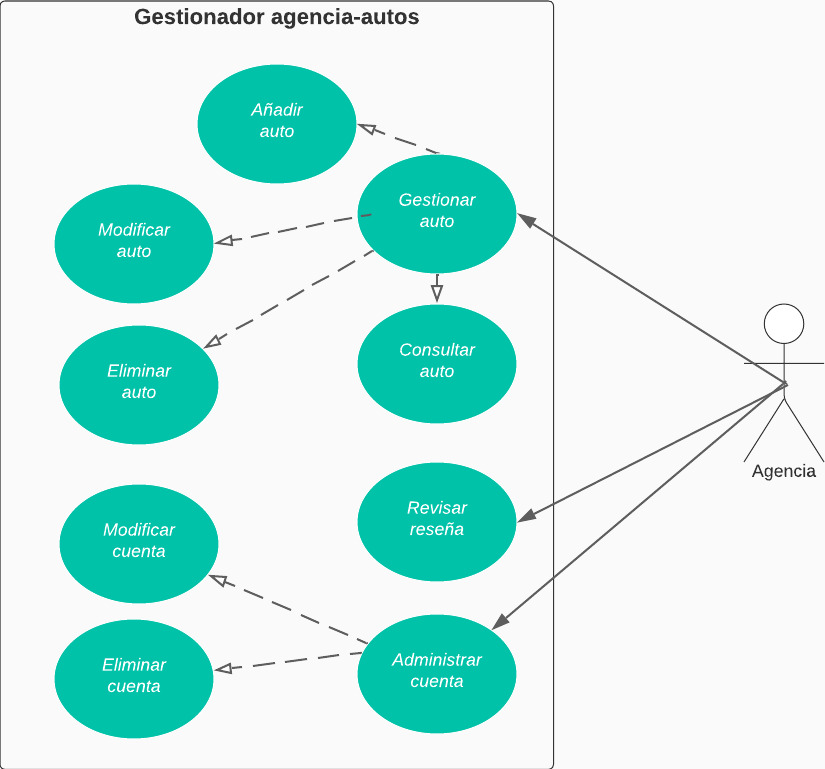 Gestionador agencia-autos
Añadir
auto
Gestionar
auto
Modificar
auto
Consultar
auto
Eliminar
auto
Agencia
Revisar
reseña
Modificar
cuenta
Administrar
cuenta
Eliminar
cuenta